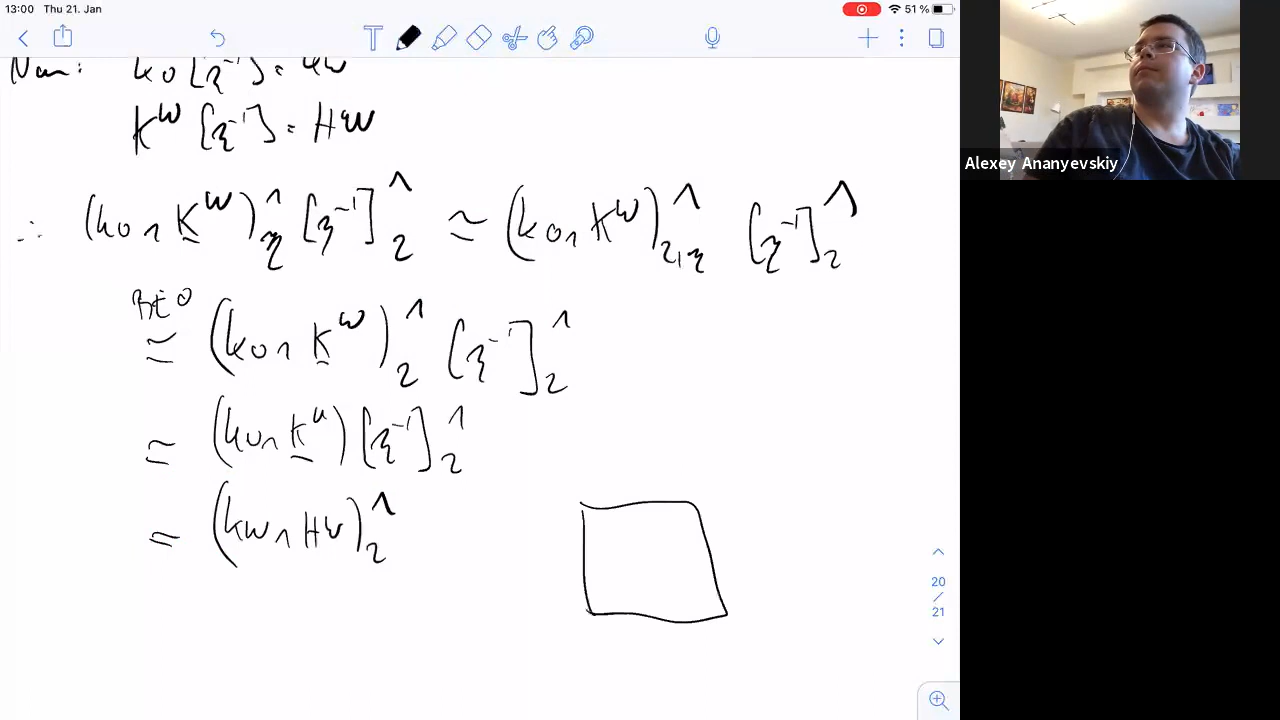 13:00 Thu 21. Jan
51 %
ko[η⁻¹] = kw
K^W [η⁻¹] = HW
∴ (ko ∧ K^W)^∧_η [η⁻¹]^∧_2 ≃ (ko ∧ K^W)^∧_{2,η} [η⁻¹]^∧_2
≃ (ko ∧ K^W)^∧_2 [η⁻¹]^∧_2
≃ (ko ∧ K^W) [η⁻¹]^∧_2
= (kw ∧ HW)^∧_2
Alexey Ananyevskiy
20
/
21